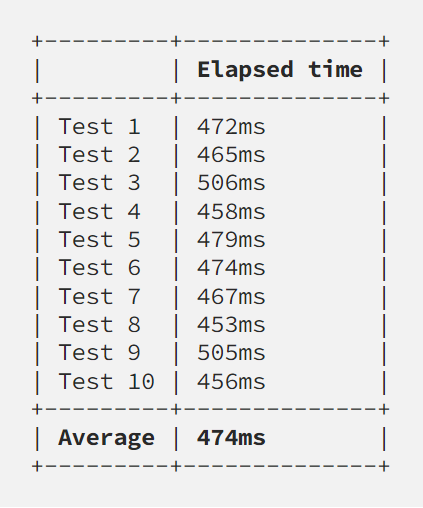 +---------+--------------+
|         | Elapsed time |
+---------+--------------+
| Test 1  | 472ms        |
| Test 2  | 465ms        |
| Test 3  | 506ms        |
| Test 4  | 458ms        |
| Test 5  | 479ms        |
| Test 6  | 474ms        |
| Test 7  | 467ms        |
| Test 8  | 453ms        |
| Test 9  | 505ms        |
| Test 10 | 456ms        |
+---------+--------------+
| Average | 474ms        |
+---------+--------------+